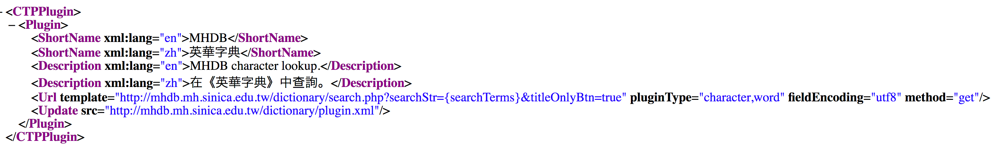 - <CTPPlugin>
– <Plugin>
<ShortName xml:lang="en">MHDB</ShortName>
<ShortName xml:lang="zh">英華字典</ShortName>
<Description xml:lang="en">MHDB character lookup.</Description>
<Description xml:lang="zh">在《英華字典》中查詢。</Description>
<Url template="http://mhdb.mh.sinica.edu.tw/dictionary/search.php?searchStr={searchTerms}&titleOnlyBtn=true" pluginType="character,word" fieldEncoding="utf8" method="get"/>
<Update src="http://mhdb.mh.sinica.edu.tw/dictionary/plugin.xml"/>
</Plugin>
</CTPPlugin>